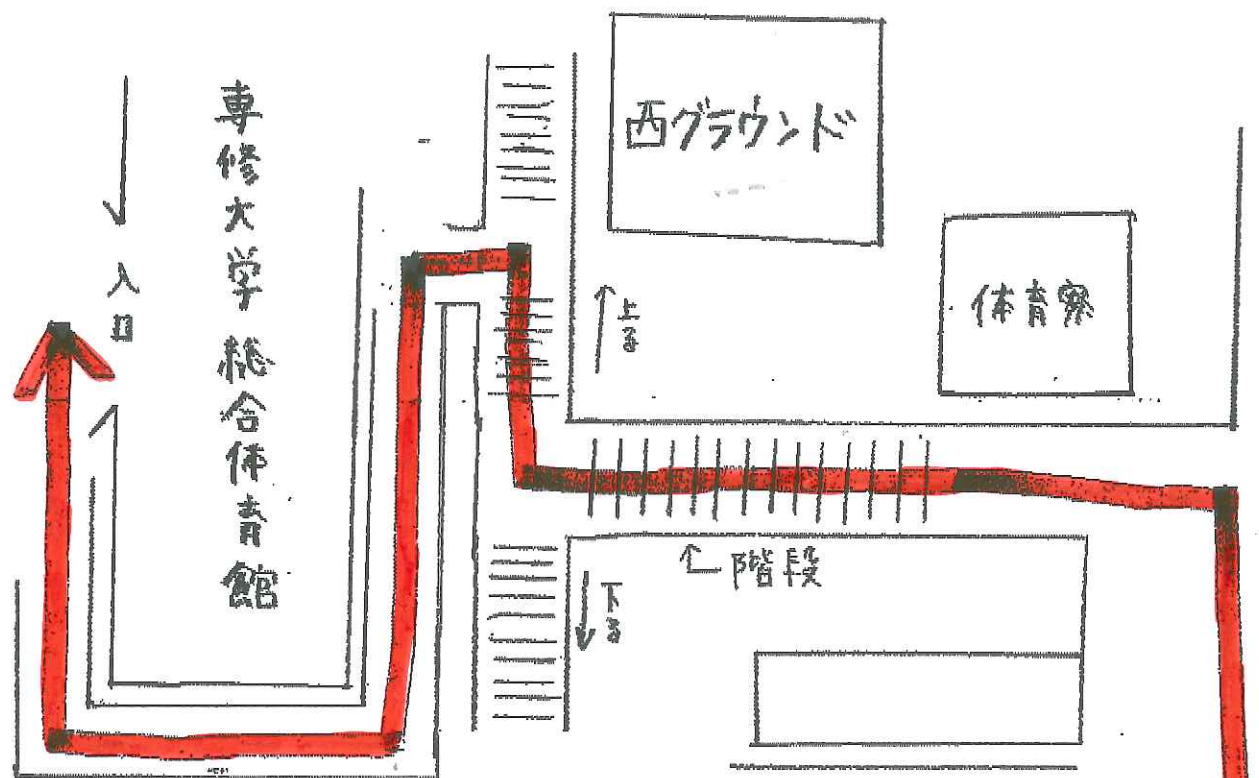 専修大学 総合体育館
入口
西グラウンド
体育寮
上る
階段
下る